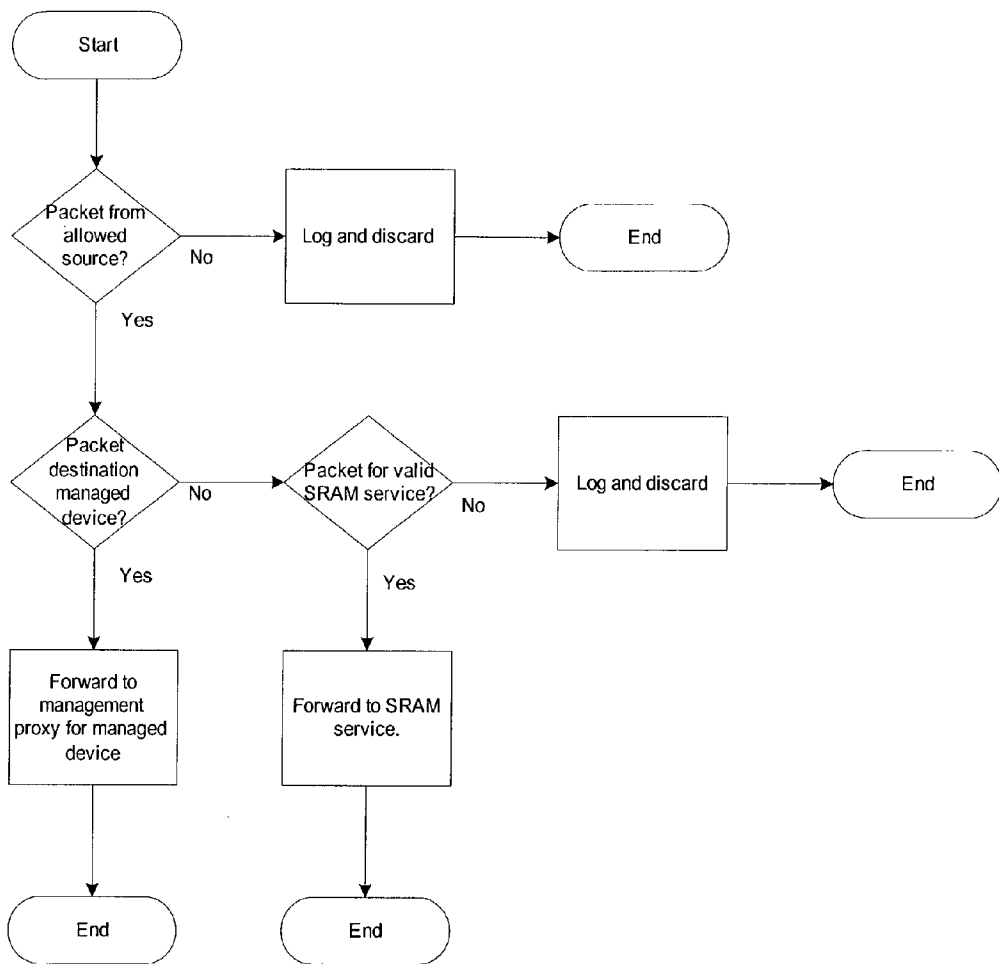 Start
Packet from
allowed
source?
No
Log and discard
End
Yes
Packet
destination
managed
device?
No
Packet for valid
SRAM service?
No
Log and discard
End
Yes
Yes
Forward to
management
proxy for managed
device
Forward to SRAM
service.
End
End